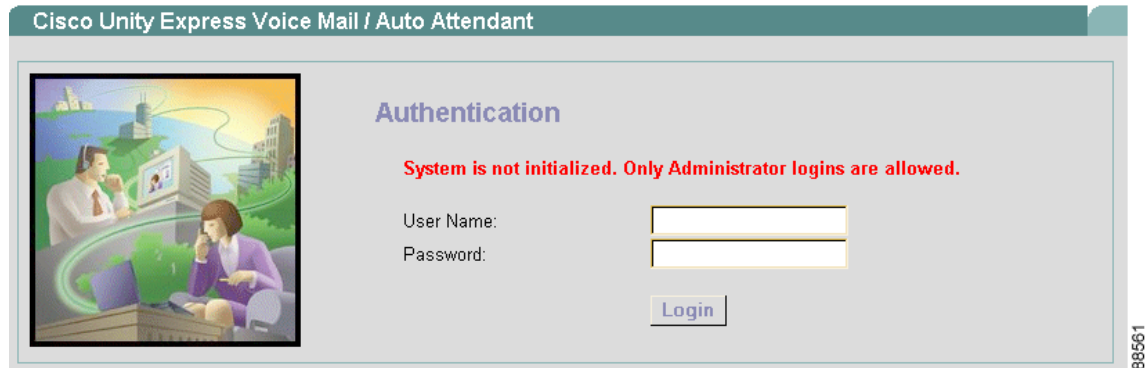 Cisco Unity Express Voice Mail / Auto Attendant
Authentication
System is not initialized. Only Administrator logins are allowed.
User Name:
Password:
Login
88561